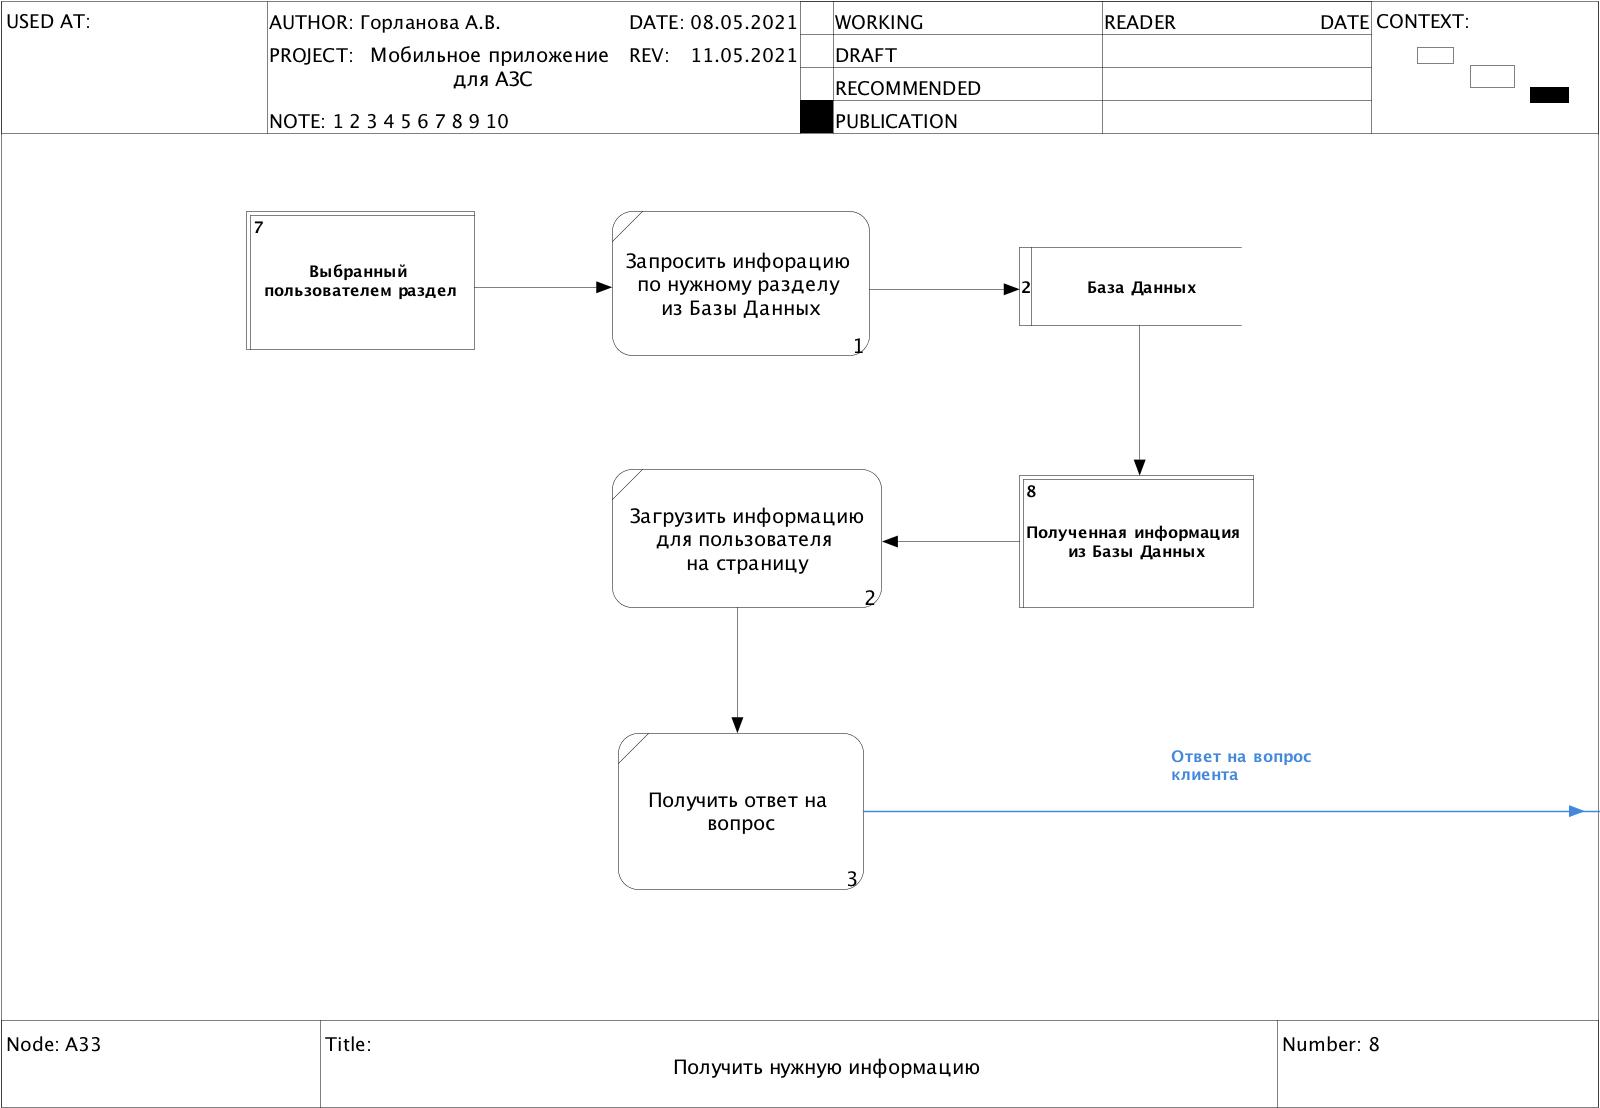 USED AT:
AUTHOR: Горланова А.В.
DATE: 08.05.2021
PROJECT: Мобильное приложение
для АЗС
REV: 11.05.2021
NOTE: 1 2 3 4 5 6 7 8 9 10
WORKING
READER
DATE
DRAFT
RECOMMENDED
PUBLICATION
CONTEXT:
7
Выбранный
пользователем раздел
Запросить инфорацию
по нужному разделу
из Базы Данных
1
2
База Данных
8
Полученная информация
из Базы Данных
Загрузить информацию
для пользователя
на страницу
2
Получить ответ на
вопрос
3
Ответ на вопрос
клиента
Node: A33
Title:
Получить нужную информацию
Number: 8